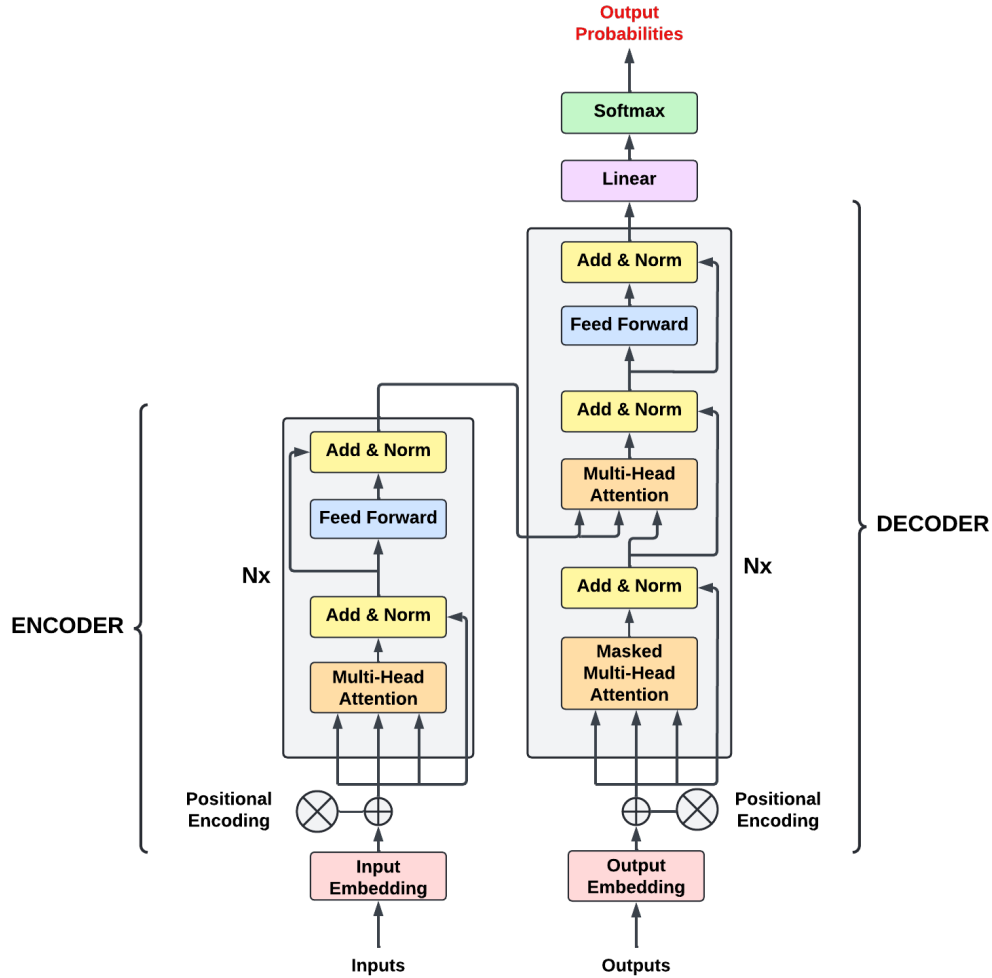 Output
Probabilities
Softmax
Linear
Add & Norm
Feed Forward
Add & Norm
Multi-Head
Attention
Add & Norm
Masked
Multi-Head
Attention
Nx
DECODER
Positional
Encoding
Output
Embedding
Outputs
Add & Norm
Feed Forward
Nx
Add & Norm
ENCODER
Multi-Head
Attention
Positional
Encoding
Input
Embedding
Inputs